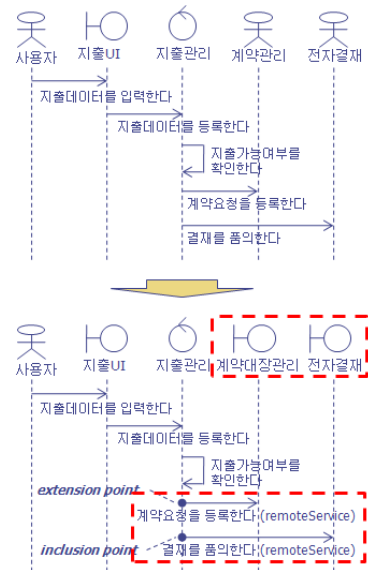 사용자 지출UI 지출관리 계약관리 전자결재
지출데이터를 입력한다
지출데이터를 등록한다
지출가능여부를
확인한다
계약요청을 등록한다
결재를 품의한다
사용자 지출UI 지출관리 계약대장관리 전자결재
지출데이터를 입력한다
지출데이터를 등록한다
지출가능여부를
확인한다
extension point
계약요청을 등록한다 (remoteService)
inclusion point 결재를 품의한다 (remoteService)